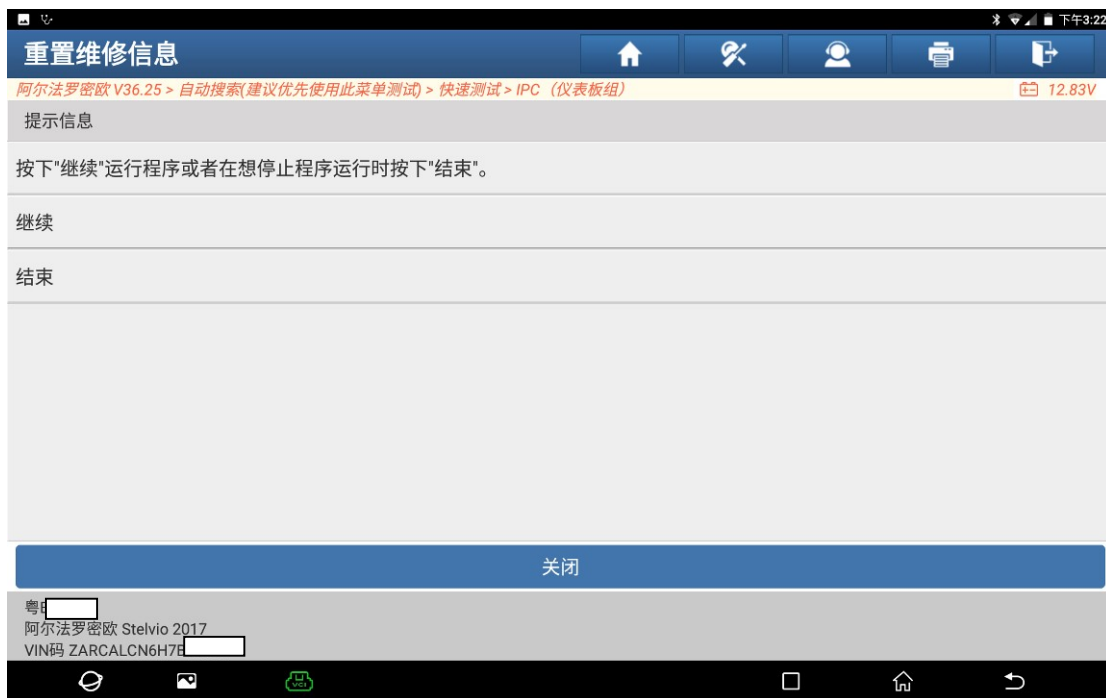 下午3:22
重置维修信息
阿尔法罗密欧 V36.25 > 自动搜索(建议优先使用此菜单测试) > 快速测试 > IPC（仪表板组）
12.83V
提示信息
按下"继续"运行程序或者在想停止程序运行时按下"结束"。
继续
结束
关闭
粤
阿尔法罗密欧 Stelvio 2017
VIN码 ZARCALCN6H7
VCI